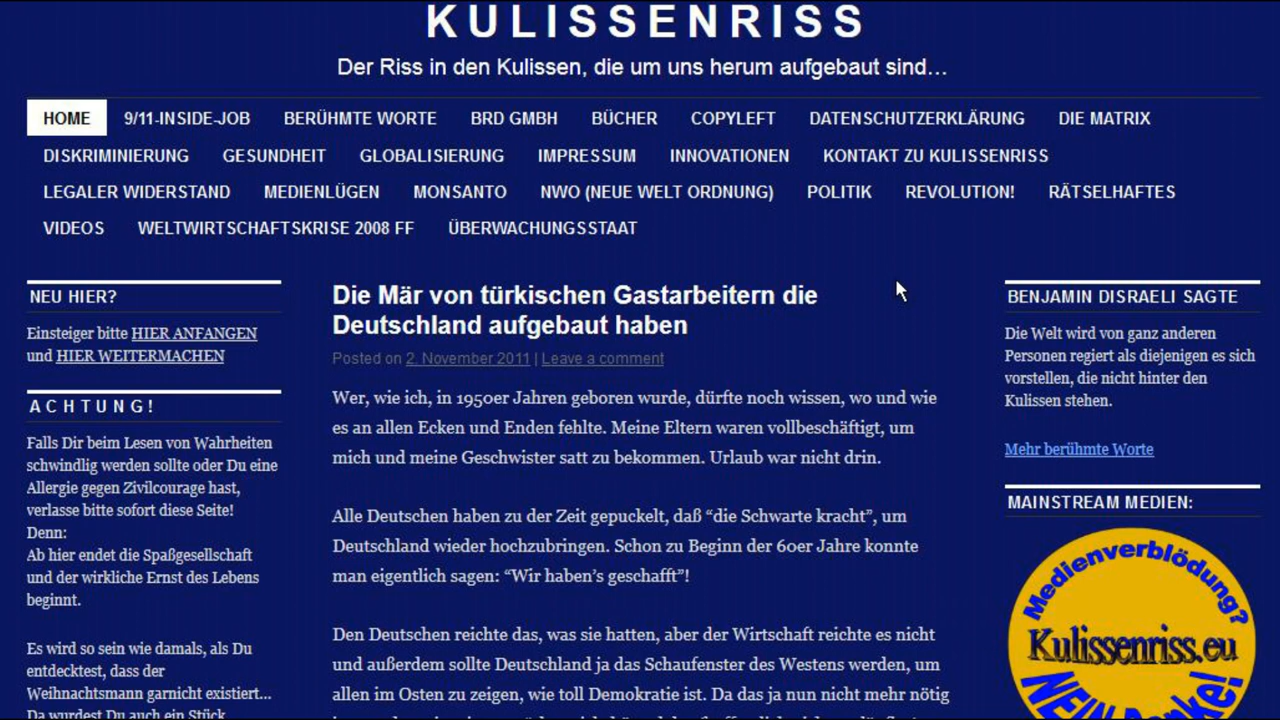 KULISSENRISS
Der Riss in den Kulissen, die um uns herum aufgebaut sind...
HOME 9/11-INSIDE-JOB BERÜHMTE WORTE BRD GMBH BÜCHER COPYLEFT DATENSCHUTZERKLÄRUNG DIE MATRIX
DISKRIMINIERUNG GESUNDHEIT GLOBALISIERUNG IMPRESSUM INNOVATIONEN KONTAKT ZU KULISSENRISS
LEGALER WIDERSTAND MEDIENLÜGEN MONSANTO NWO (NEUE WELT ORDNUNG) POLITIK REVOLUTION! RÄTSELHAFTES
VIDEOS WELTWIRTSCHAFTSKRISE 2008 FF ÜBERWACHUNGSSTAAT
NEU HIER?
Einsteiger bitte HIER ANFANGEN
und HIER WEITERMACHEN
ACHTUNG!
Falls Dir beim Lesen von Wahrheiten
schwindlig werden sollte oder Du eine
Allergie gegen Zivilcourage hast,
verlasse bitte sofort diese Seite!
Denn:
Ab hier endet die Spaßgesellschaft
und der wirkliche Ernst des Lebens
beginnt.
Es wird so sein wie damals, als Du
entdecktest, dass der
Weihnachtsmann garnicht existiert...
Da wurdest Du auch ein Stück
Die Mär von türkischen Gastarbeitern die
Deutschland aufgebaut haben
Posted on 2. November 2011 | Leave a comment
Wer, wie ich, in 1950er Jahren geboren wurde, dürfte noch wissen, wo und wie
es an allen Ecken und Enden fehlte. Meine Eltern waren vollbeschäftigt, um
mich und meine Geschwister satt zu bekommen. Urlaub war nicht drin.
Alle Deutschen haben zu der Zeit gepuckelt, daß “die Schwarte kracht”, um
Deutschland wieder hochzubringen. Schon zu Beginn der 60er Jahre konnte
man eigentlich sagen: “Wir haben’s geschafft”!
Den Deutschen reichte das, was sie hatten, aber der Wirtschaft reichte es nicht
und außerdem sollte Deutschland ja das Schaufenster des Westens werden, um
allen im Osten zu zeigen, wie toll Demokratie ist. Da das ja nun nicht mehr nötig
BENJAMIN DISRAELI SAGTE
Die Welt wird von ganz anderen
Personen regiert als diejenigen es sich
vorstellen, die nicht hinter den
Kulissen stehen.
Mehr berühmte Worte
MAINSTREAM MEDIEN:
Medienverblödung?
Kulissenriss.eu
NEIN Danke!